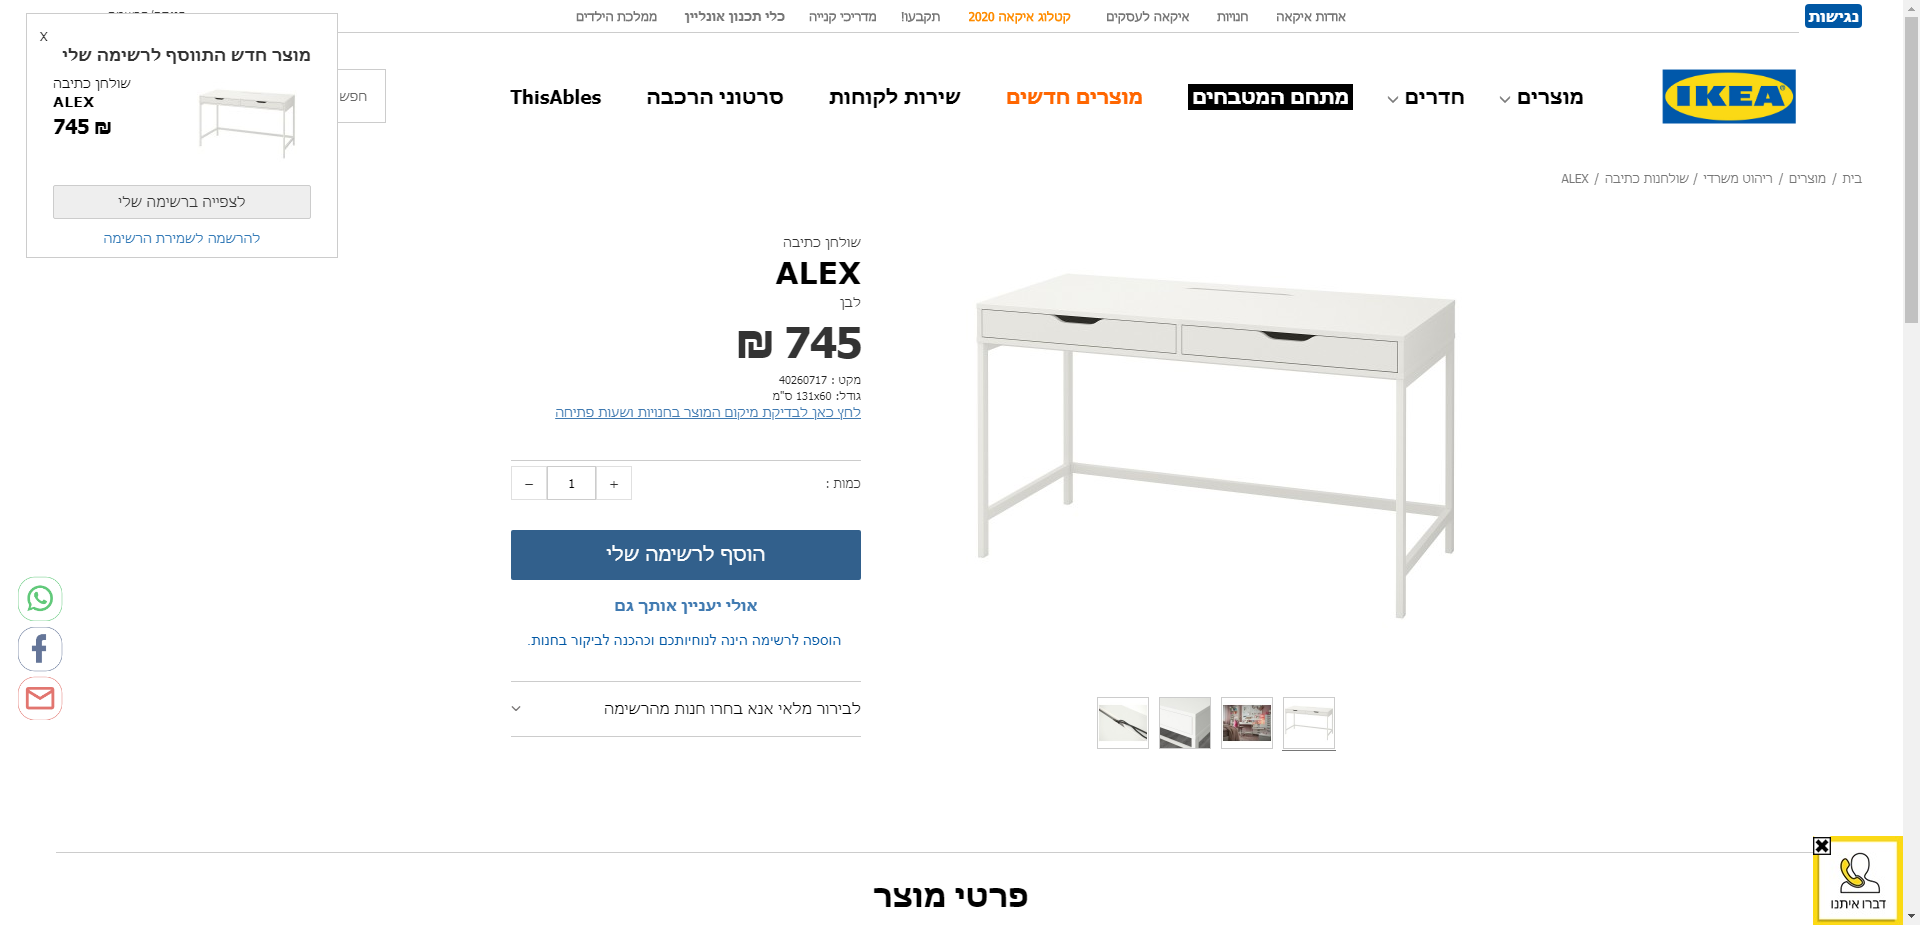 נגישות
אודות איקאה
חנויות
איקאה לעסקים
קטלוג איקאה 2020
תקבעו!
מדריכי קנייה
כלי תכנון אונליין
ממלכת הילדים
IKEA
מוצרים
חדרים
מתחם המטבחים
מוצרים חדשים
שירות לקוחות
סרטוני הרכבה
ThisAbles
חפש
X
מוצר חדש התווסף לרשימה שלי
שולחן כתיבה
ALEX
745 ₪
לצפייה ברשימה שלי
להרשמה לשמירת הרשימה
בית / מוצרים / ריהוט משרדי / שולחנות כתיבה / ALEX
שולחן כתיבה
ALEX
לבן
745 ₪
מקט : 40260717
גודל: 131x60 ס"מ
לחץ כאן לבדיקת מיקום המוצר בחנויות ושעות פתיחה
כמות :
+ 1 −
הוסף לרשימה שלי
אולי יעניין אותך גם
הוספה לרשימה הינה לנוחיותכם וכהכנה לביקור בחנות.
לבירור מלאי אנא בחרו חנות מהרשימה
פרטי מוצר
דברו איתנו